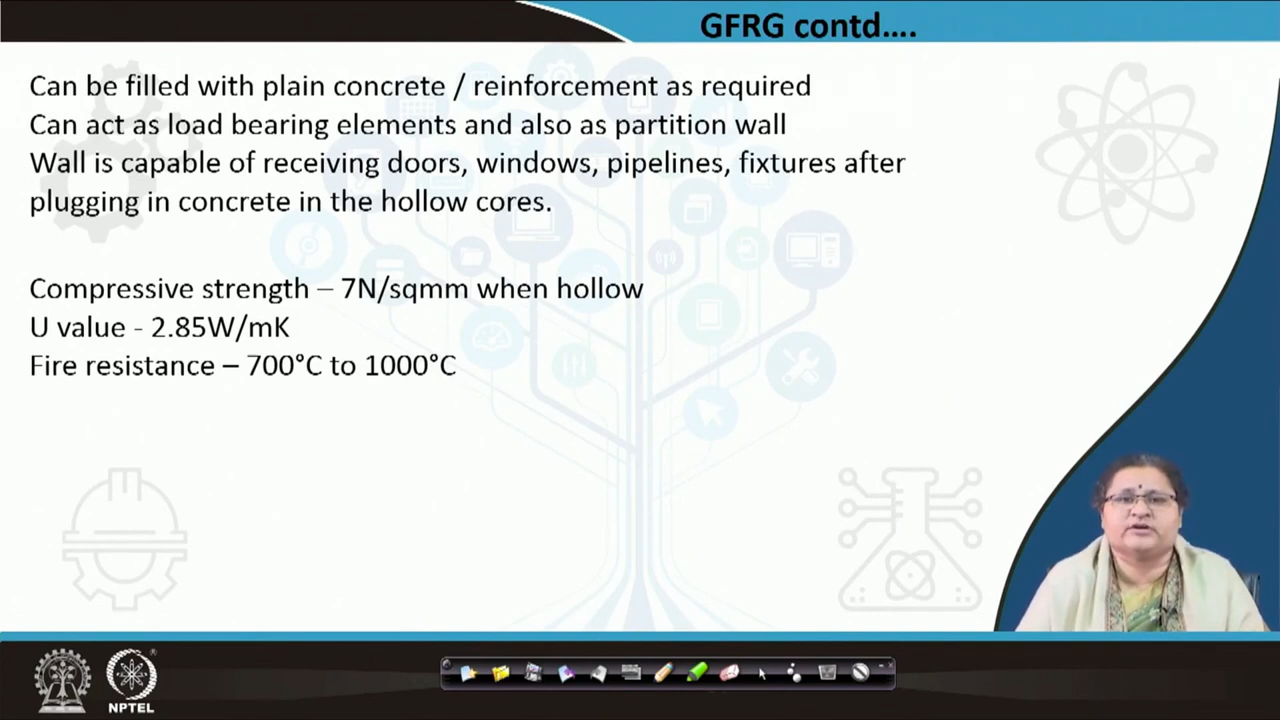 GFRG contd….
Can be filled with plain concrete / reinforcement as required
Can act as load bearing elements and also as partition wall
Wall is capable of receiving doors, windows, pipelines, fixtures after
plugging in concrete in the hollow cores.
Compressive strength – 7N/sqmm when hollow
U value - 2.85W/mK
Fire resistance – 700°C to 1000°C
NPTEL